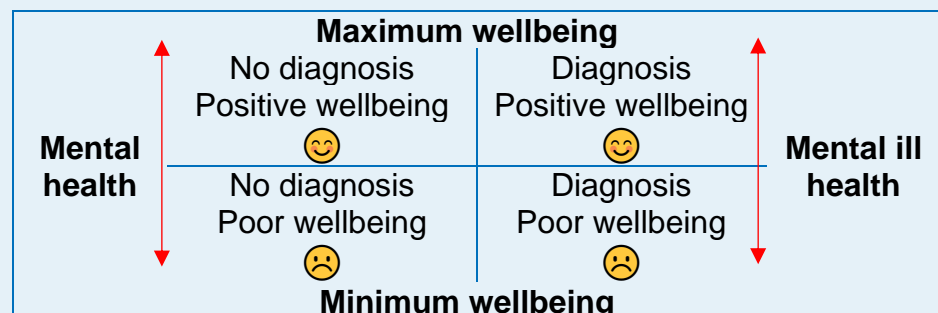 Maximum wellbeing
No diagnosis
Positive wellbeing
Diagnosis
Positive wellbeing
Mental
health
Mental ill
health
No diagnosis
Poor wellbeing
Diagnosis
Poor wellbeing
Minimum wellbeing